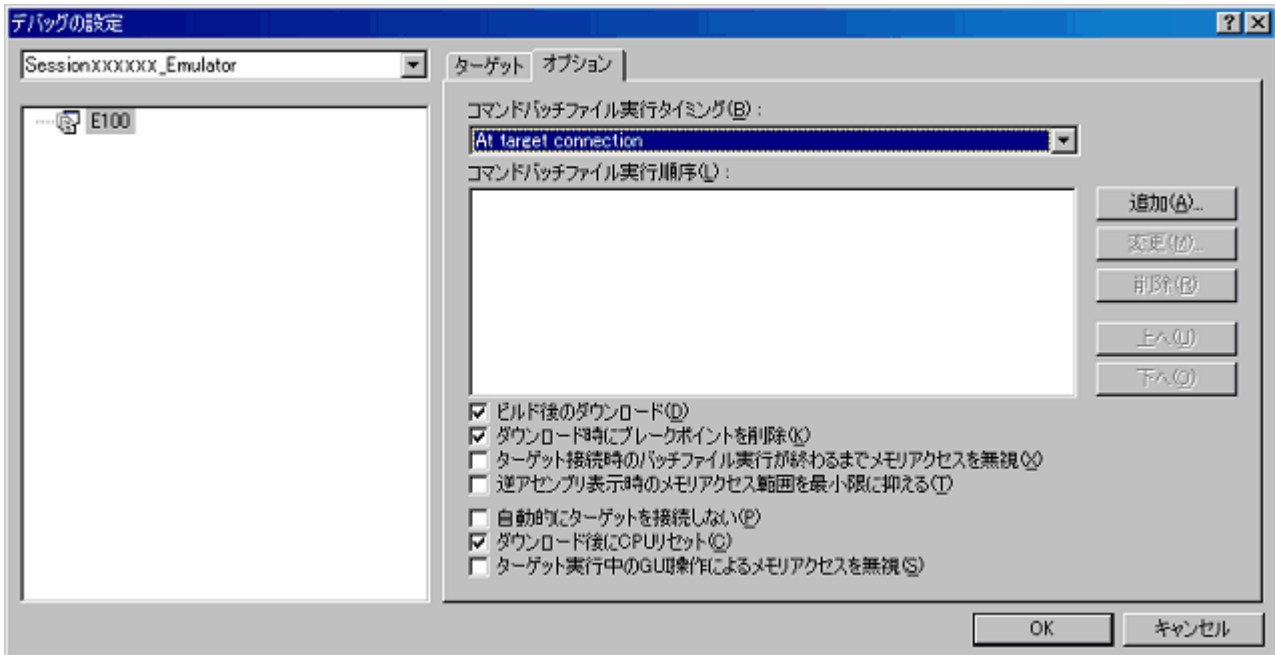 デバッグの設定
SessionXXXXXX_Emulator
E100
ターゲット オプション
コマンドバッチファイル実行タイミング(B) :
At target connection
コマンドバッチファイル実行順序(L) :
追加(A)...
変更(M)...
削除(R)
上へ(U)
下へ(O)
ビルド後のダウンロード(D)
ダウンロード時にブレークポイントを削除(K)
ターゲット接続時のバッチファイル実行が終わるまでメモリアクセスを無視(X)
逆アセンブリ表示時のメモリアクセス範囲を最小限に抑える(T)
自動的にターゲットを接続しない(P)
ダウンロード後にCPUリセット(C)
ターゲット実行中のGUI操作によるメモリアクセスを無視(S)
OK キャンセル